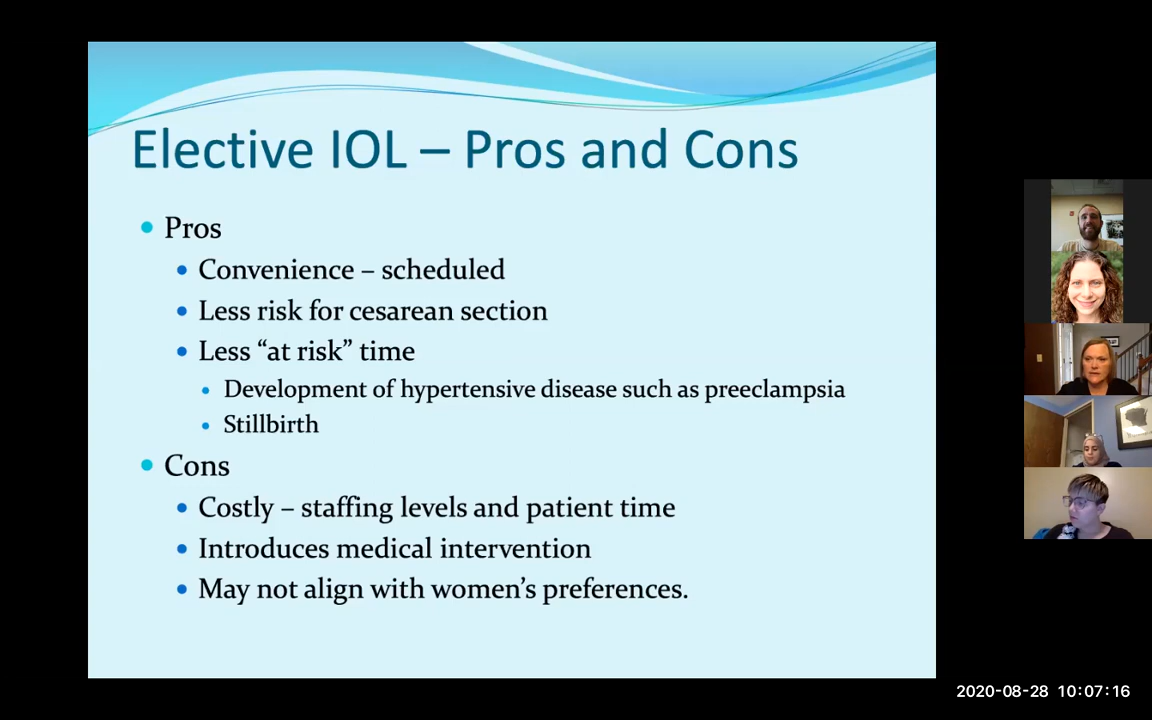 Elective IOL – Pros and Cons
Pros
Convenience – scheduled
Less risk for cesarean section
Less “at risk” time
Development of hypertensive disease such as preeclampsia
Stillbirth
Cons
Costly – staffing levels and patient time
Introduces medical intervention
May not align with women’s preferences.
2020-08-28 10:07:16